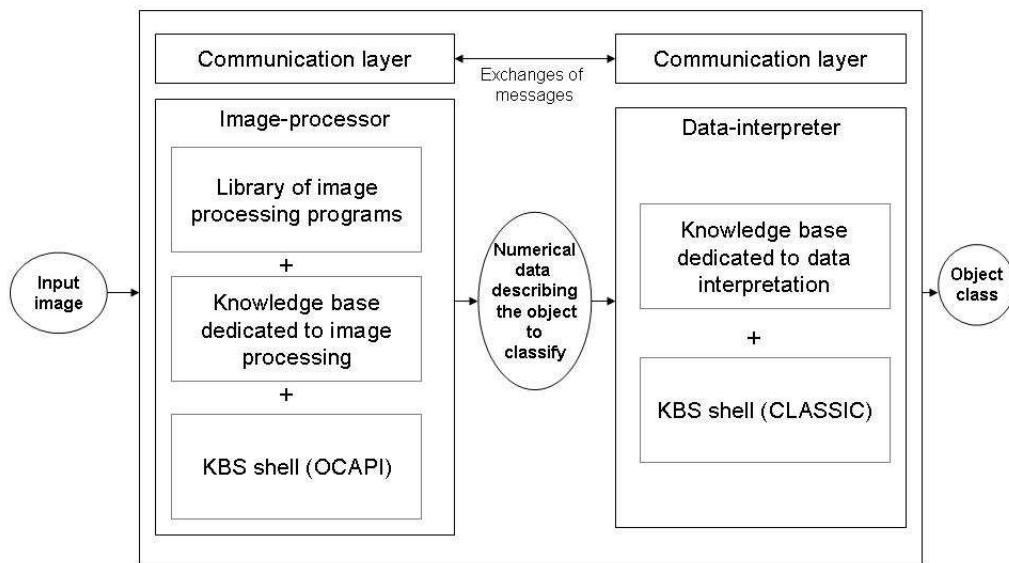 Communication layer
Communication layer
Exchanges of
messages
Image-processor
Data-interpreter
Library of image
processing programs
+
Knowledge base
dedicated to image
processing
+
KBS shell (OCAPI)
Input
image
Numerical
data
describing
the object
to
classify
Knowledge base
dedicated to data
interpretation
+
KBS shell (CLASSIC)
Object
class